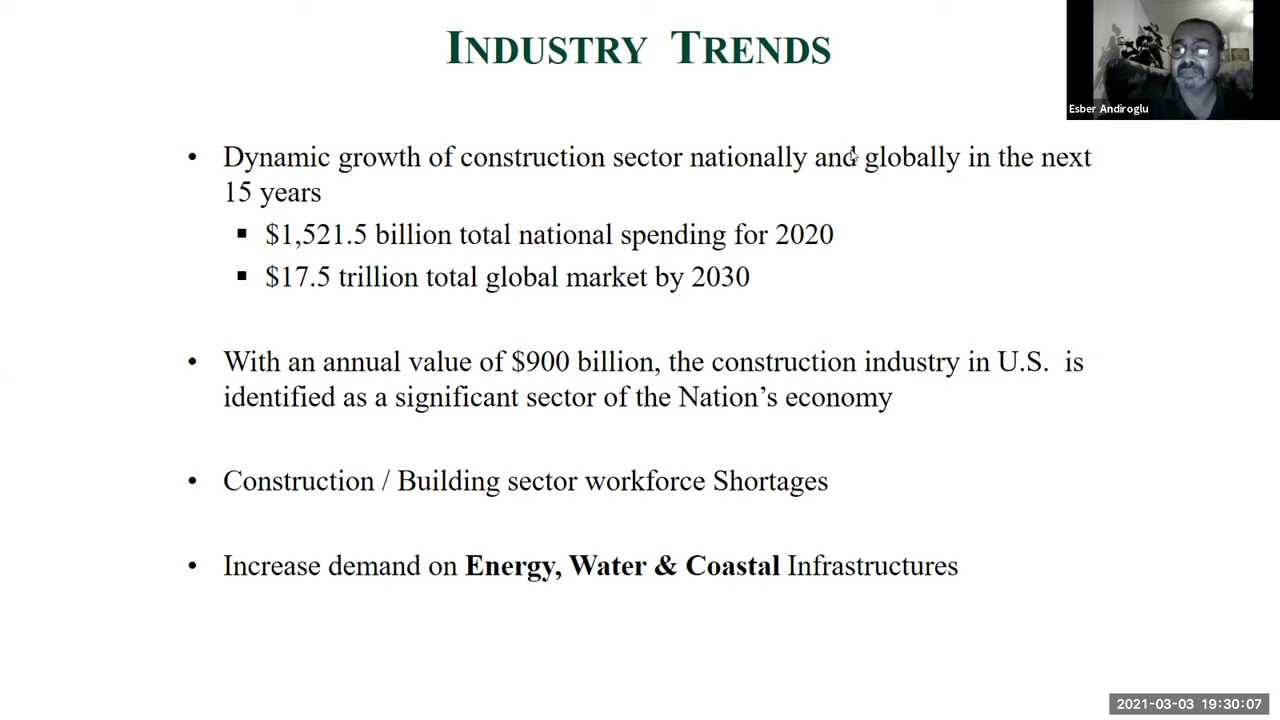 INDUSTRY TRENDS
Esber Andiroglu
• Dynamic growth of construction sector nationally and globally in the next
15 years
▪ $1,521.5 billion total national spending for 2020
▪ $17.5 trillion total global market by 2030
• With an annual value of $900 billion, the construction industry in U.S. is
identified as a significant sector of the Nation’s economy
• Construction / Building sector workforce Shortages
• Increase demand on Energy, Water & Coastal Infrastructures
2021-03-03 19:30:07